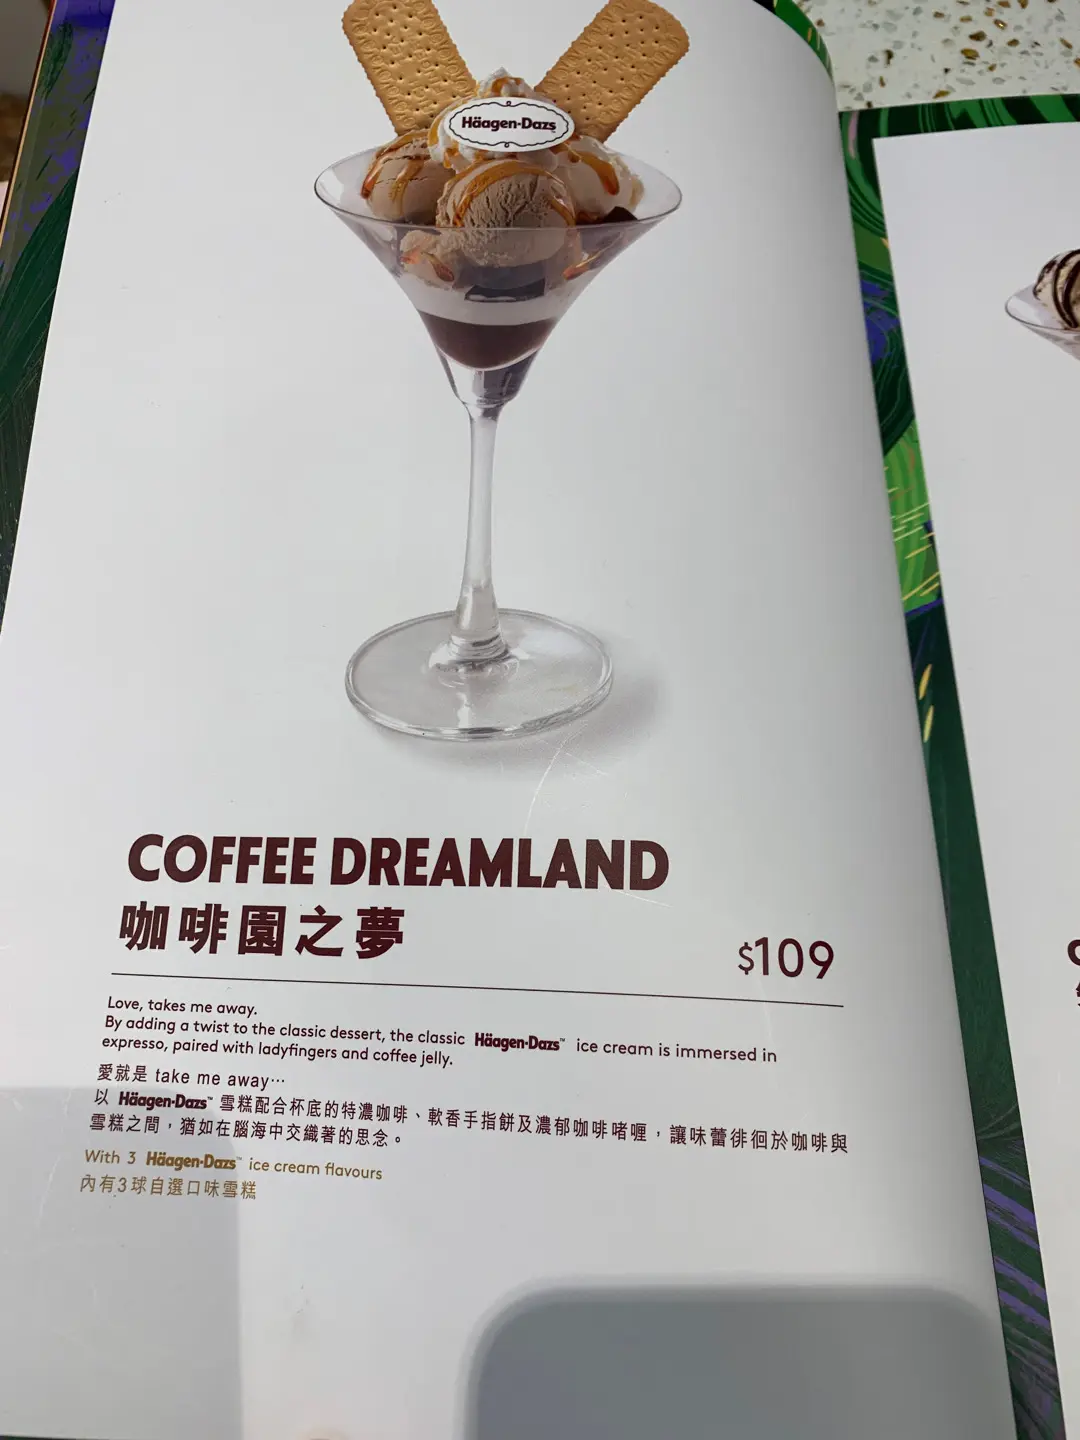 Häagen-Dazs
COFFEE DREAMLAND
咖啡園之夢
$109
Love, takes me away.
By adding a twist to the classic dessert, the classic Häagen-Dazs™ ice cream is immersed in
expresso, paired with ladyfingers and coffee jelly.
愛就是 take me away⋯
以 Häagen-Dazs™ 雪糕配合杯底的特濃咖啡、軟香手指餅及濃郁咖啡啫喱，讓味蕾徘徊於咖啡與
雪糕之間，猶如在腦海中交織著的思念。
With 3 Häagen-Dazs™ ice cream flavours
內有3球自選口味雪糕